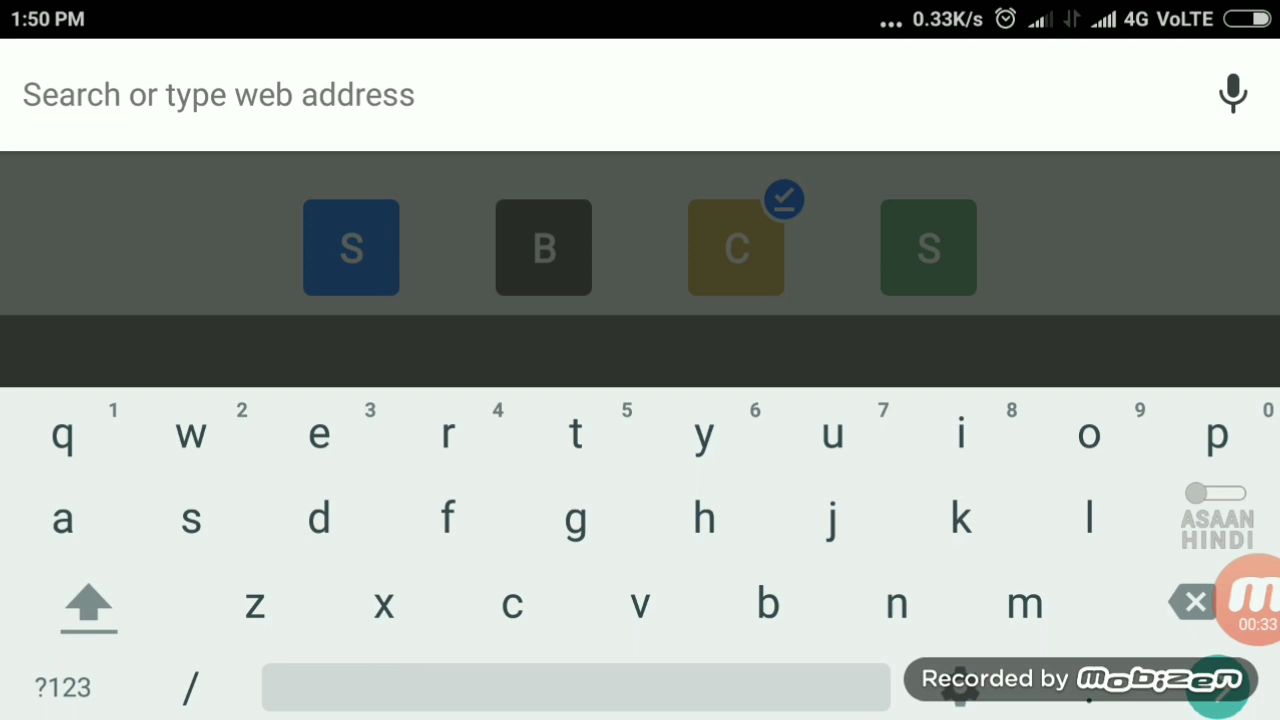 1:50 PM ... 0.33K/s 4G VoLTE
Search or type web address
S B C S
1 2 3 4 5 6 7 8 9 0
q w e r t y u i o p
a s d f g h j k l
ASAAN
HINDI
z x c v b n m
00:33
?123 / .
Recorded by mobizen